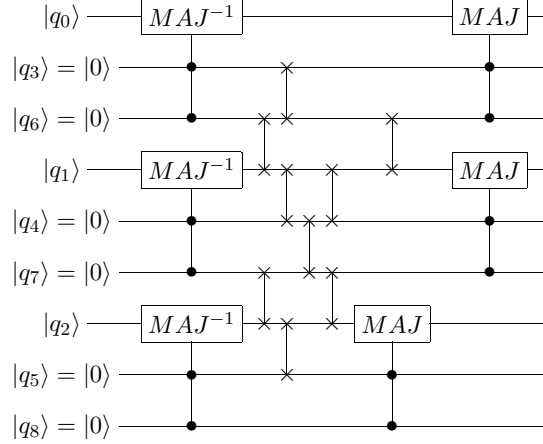 |q₀⟩ MAJ⁻¹ MAJ
|q₃⟩ = |0⟩
|q₆⟩ = |0⟩
|q₁⟩ MAJ⁻¹ MAJ
|q₄⟩ = |0⟩
|q₇⟩ = |0⟩
|q₂⟩ MAJ⁻¹ MAJ
|q₅⟩ = |0⟩
|q₈⟩ = |0⟩